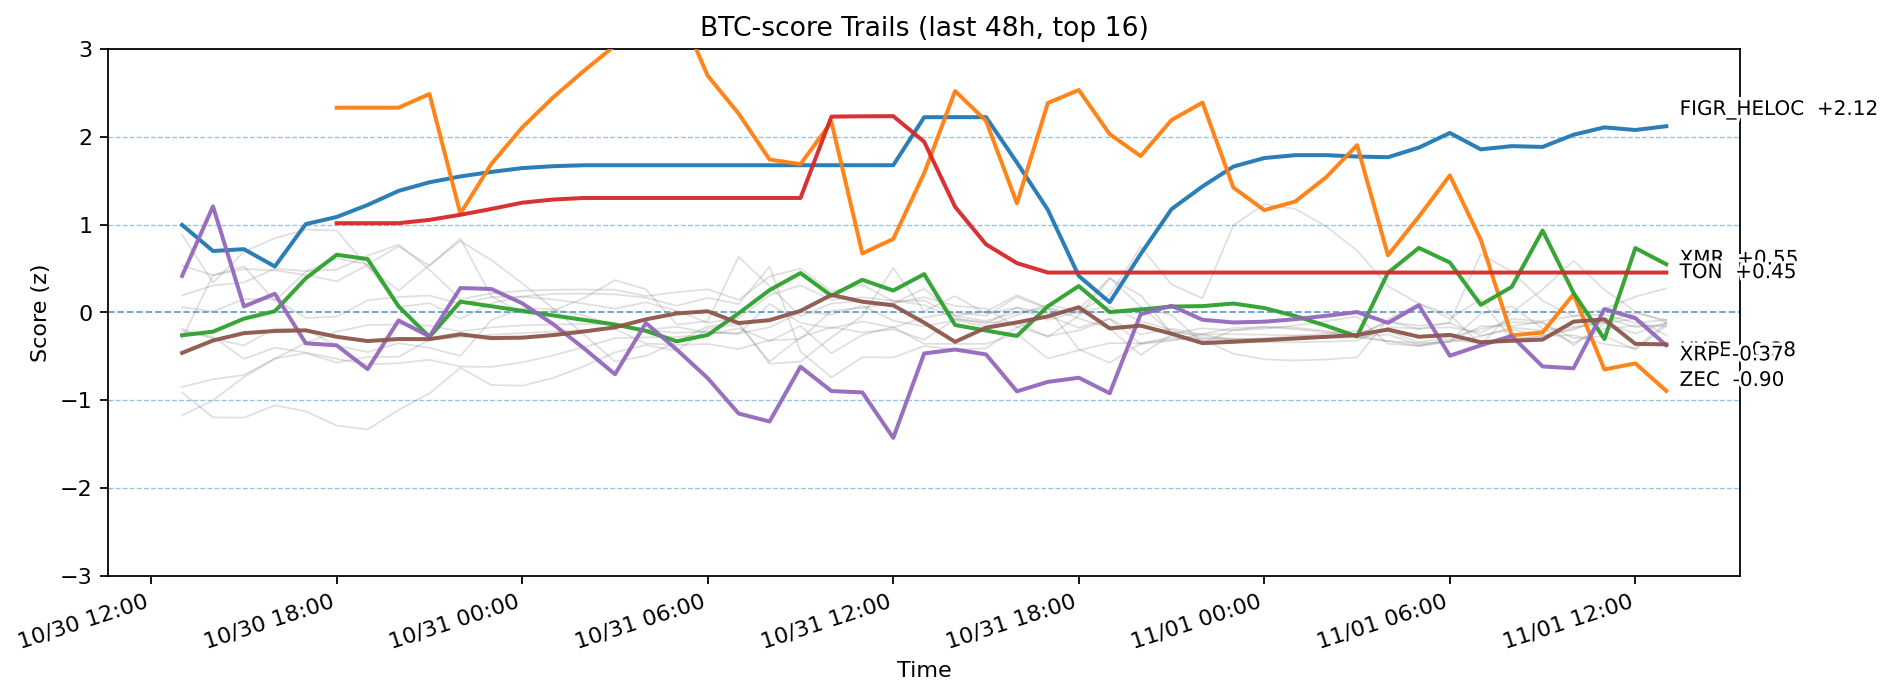 BTC-score Trails (last 48h, top 16)
Score (z)
3
2
1
0
−1
−2
−3
FIGR_HELOC +2.12
XMR +0.55
TON +0.45
XRP -0.37
ZEC -0.90
10/30 12:00
10/30 18:00
10/31 00:00
10/31 06:00
10/31 12:00
10/31 18:00
11/01 00:00
11/01 06:00
11/01 12:00
Time